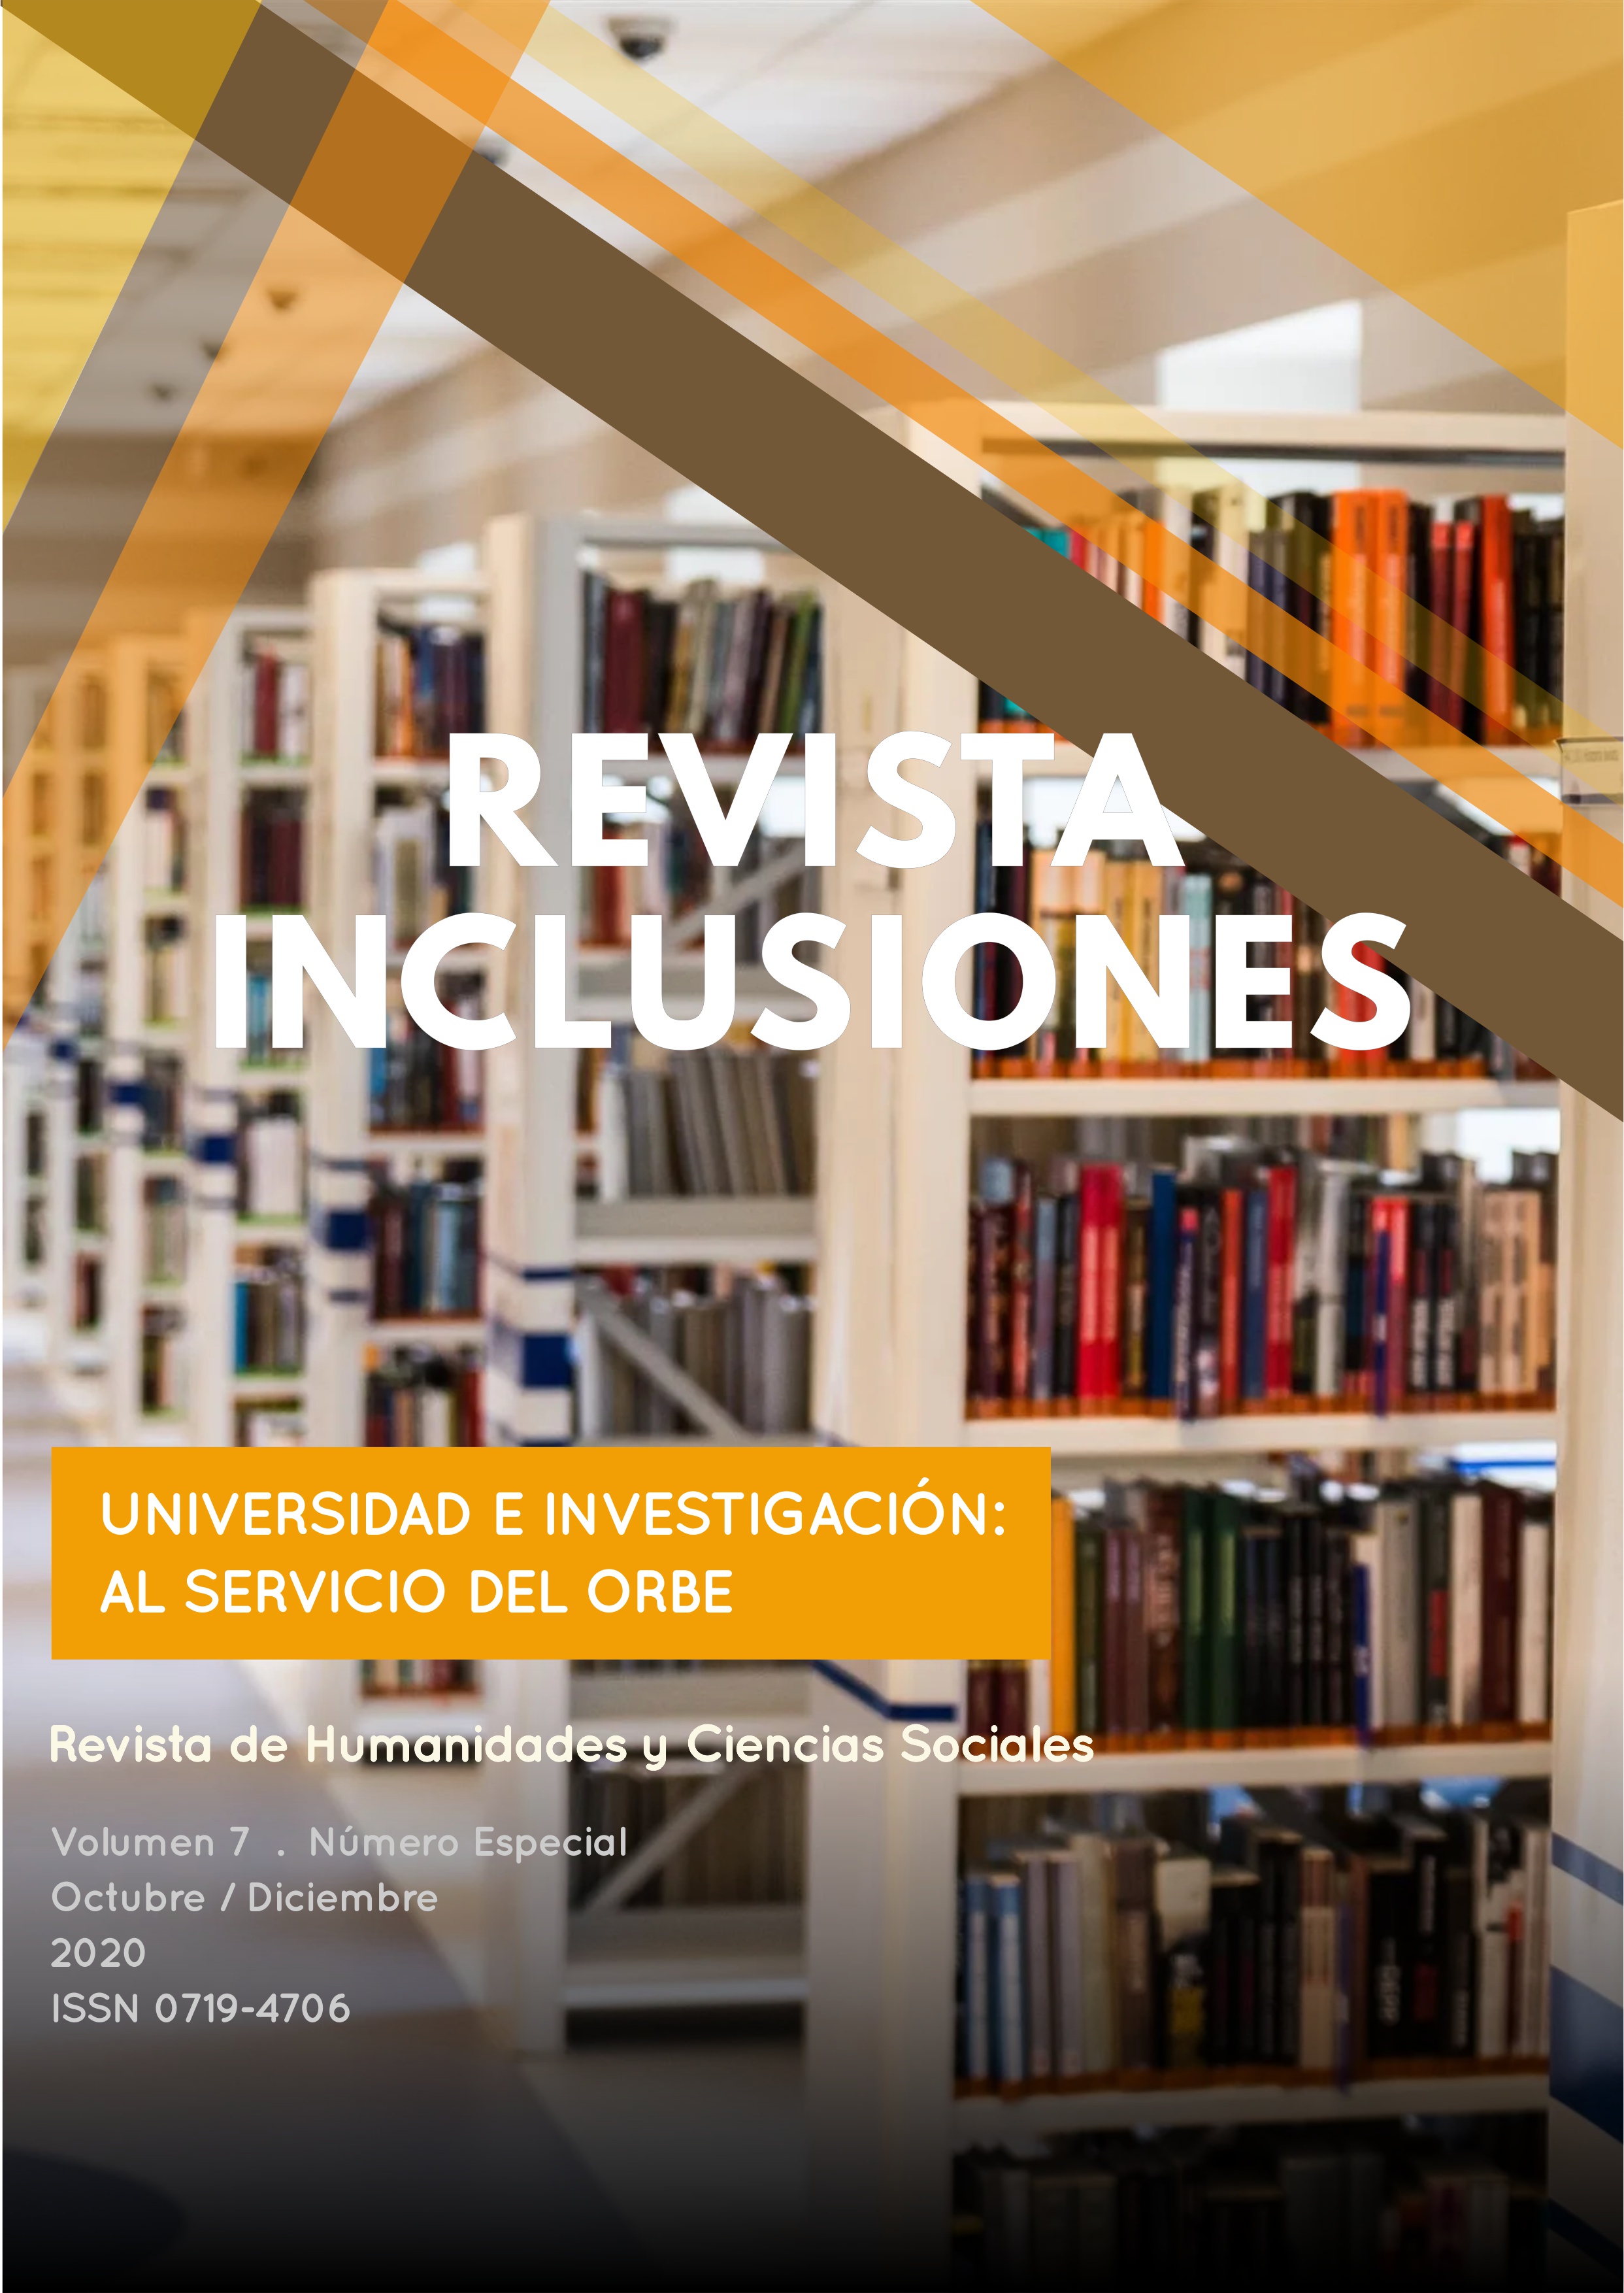 REVISTA
INCLUSIONES
UNIVERSIDAD E INVESTIGACIÓN:
AL SERVICIO DEL ORBE
Revista de Humanidades y Ciencias Sociales
Volumen 7 . Número Especial
Octubre / Diciembre
2020
ISSN 0719-4706